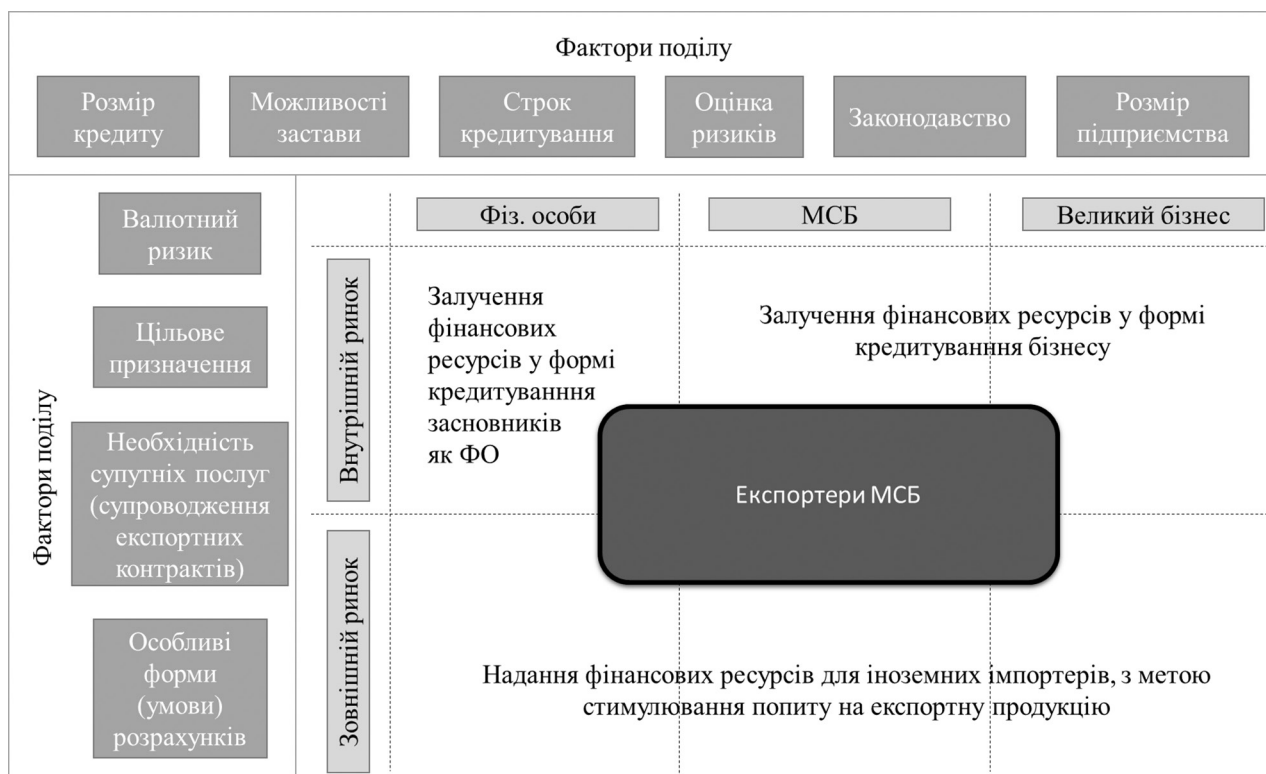 Фактори поділу
Розмір
кредиту
Можливості
застави
Строк
кредитування
Оцінка
ризиків
Законодавство
Розмір
підприємства
Фактори поділу
Валютний
ризик
Цільове
призначення
Необхідність
супутніх послуг
(супроводження
експортних
контрактів)
Особливі
форми
(умови)
розрахунків
Фіз. особи
МСБ
Великий бізнес
Внутрішній ринок
Залучення
фінансових
ресурсів у формі
кредитуванння
засновників
як ФО
Залучення фінансових ресурсів у формі
кредитуванння бізнесу
Експортери МСБ
Зовнішній ринок
Надання фінансових ресурсів для іноземних імпортерів, з метою
стимулювання попиту на експортну продукцію